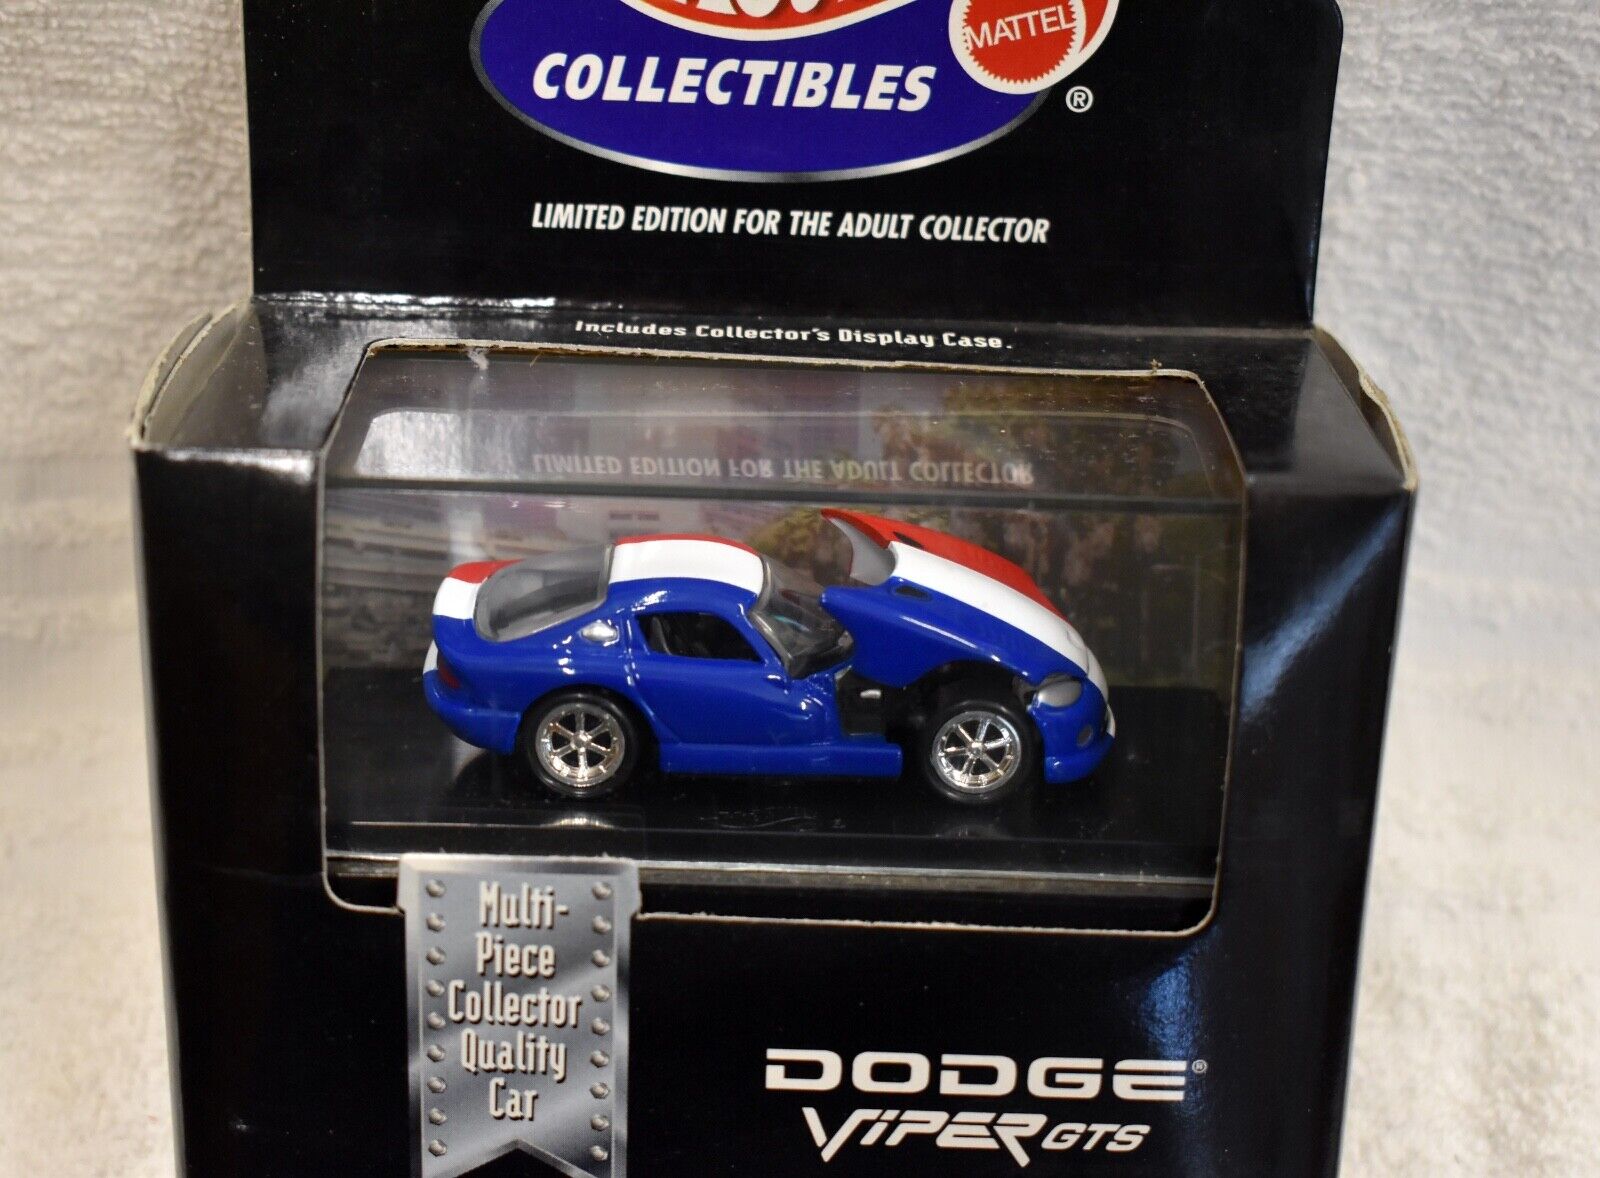 COLLECTIBLES
MATTEL
®
LIMITED EDITION FOR THE ADULT COLLECTOR
Includes Collector's Display Case.
LIMITED EDITION FOR THE ADULT COLLECTOR
Multi-
Piece
Collector
Quality
Car
DODGE®
VIPER GTS